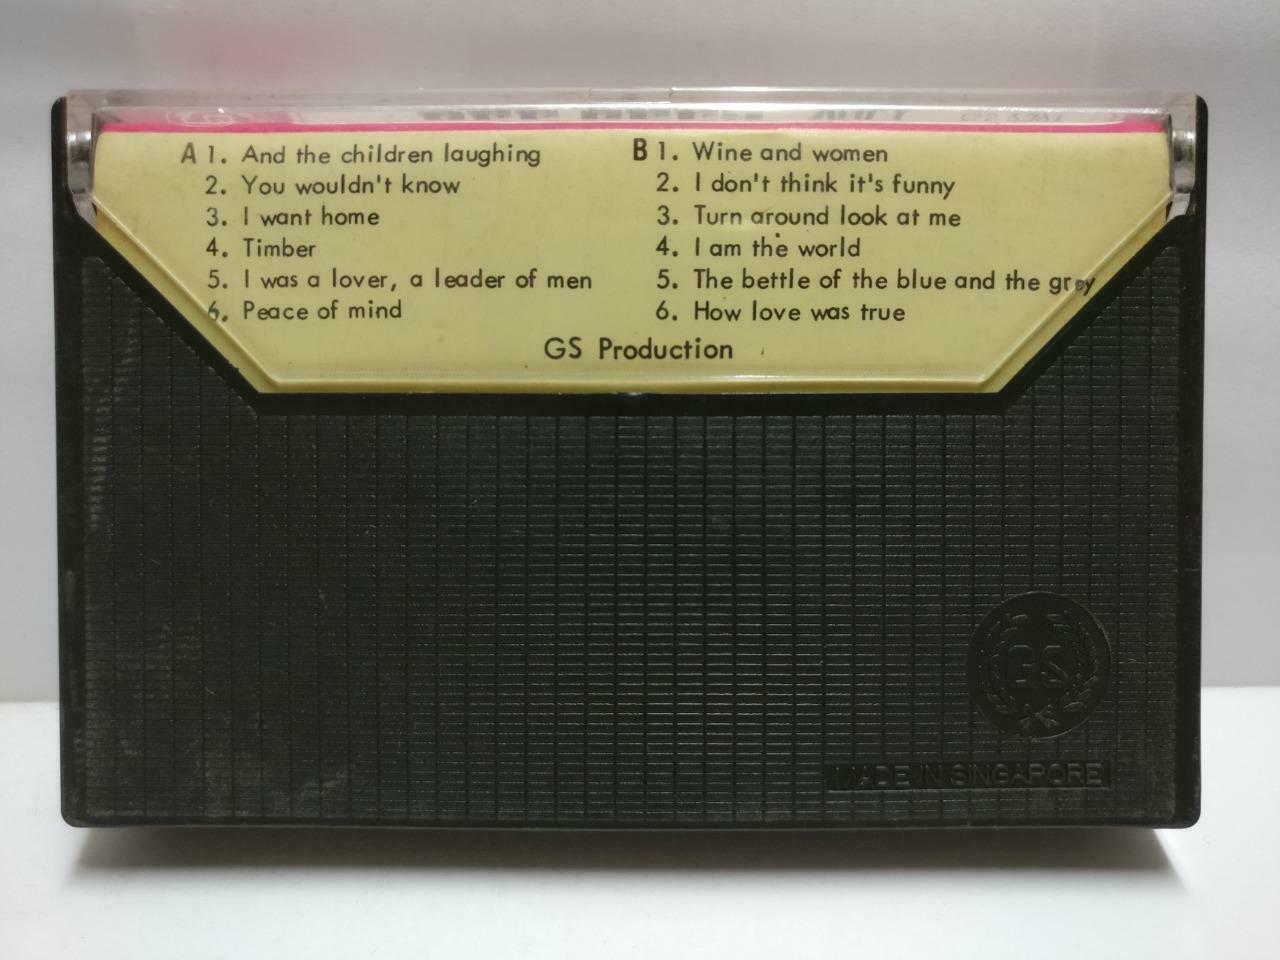 A 1. And the children laughing
2. You wouldn't know
3. I want home
4. Timber
5. I was a lover, a leader of men
6. Peace of mind
B 1. Wine and women
2. I don't think it's funny
3. Turn around look at me
4. I am the world
5. The bettle of the blue and the grey
6. How love was true
GS Production
GS
MADE IN SINGAPORE